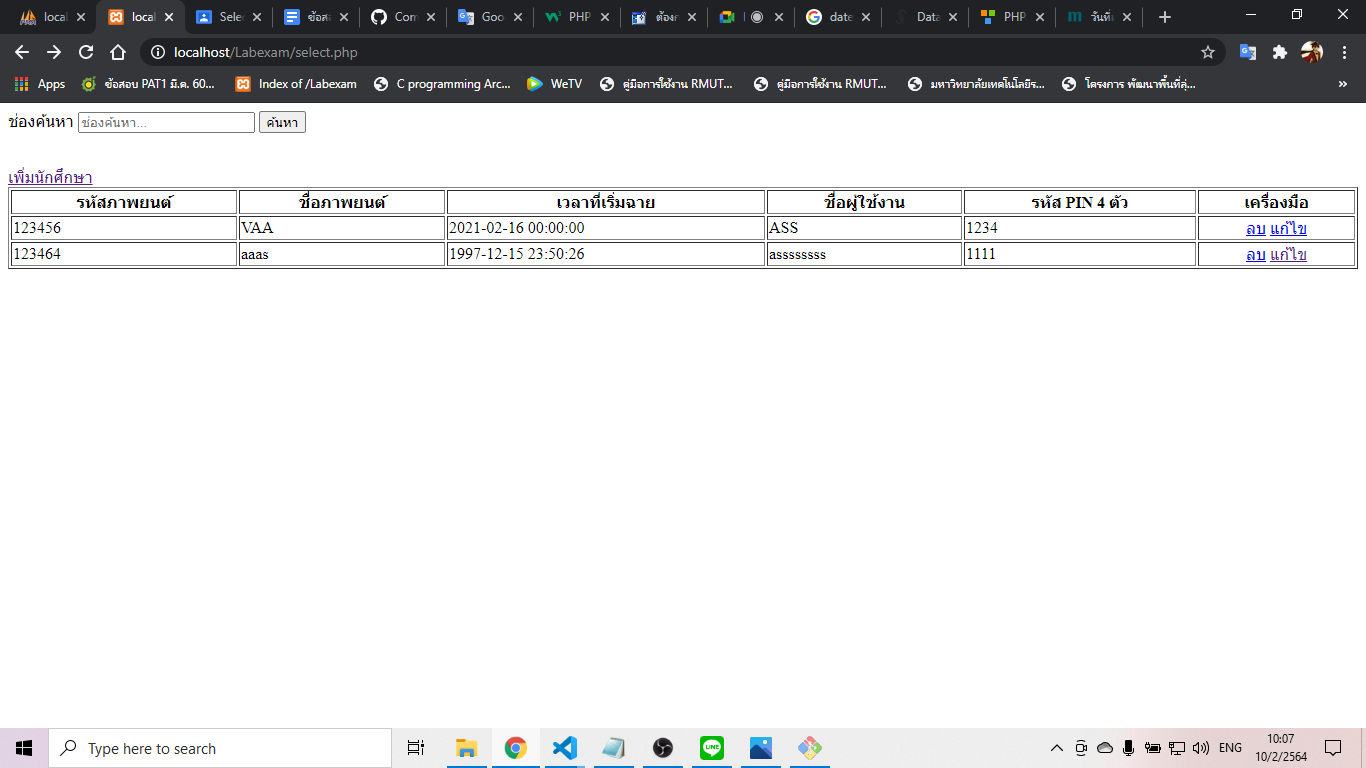 local
local
Selec
ข้อส
Com
Goo
PHP
ต้องก
date
Data
PHP
วันที่
localhost/Labexam/select.php
Apps
ข้อสอบ PAT1 มี.ค. 60...
Index of /Labexam
C programming Arc...
WeTV
คู่มือการใช้งาน RMUT...
คู่มือการใช้งาน RMUT...
มหาวิทยาลัยเทคโนโลยีร...
โครงการ พัฒนาพื้นที่สุ่...
»
ช่องค้นหา ช่องค้นหา... ค้นหา
เพิ่มนักศึกษา
รหัสภาพยนต์ ชื่อภาพยนต์ เวลาที่เริ่มฉาย ชื่อผู้ใช้งาน รหัส PIN 4 ตัว เครื่องมือ
123456 VAA 2021-02-16 00:00:00 ASS 1234 ลบ แก้ไข
123464 aaas 1997-12-15 23:50:26 assssssss 1111 ลบ แก้ไข
Type here to search
LINE
ENG
10:07
10/2/2564